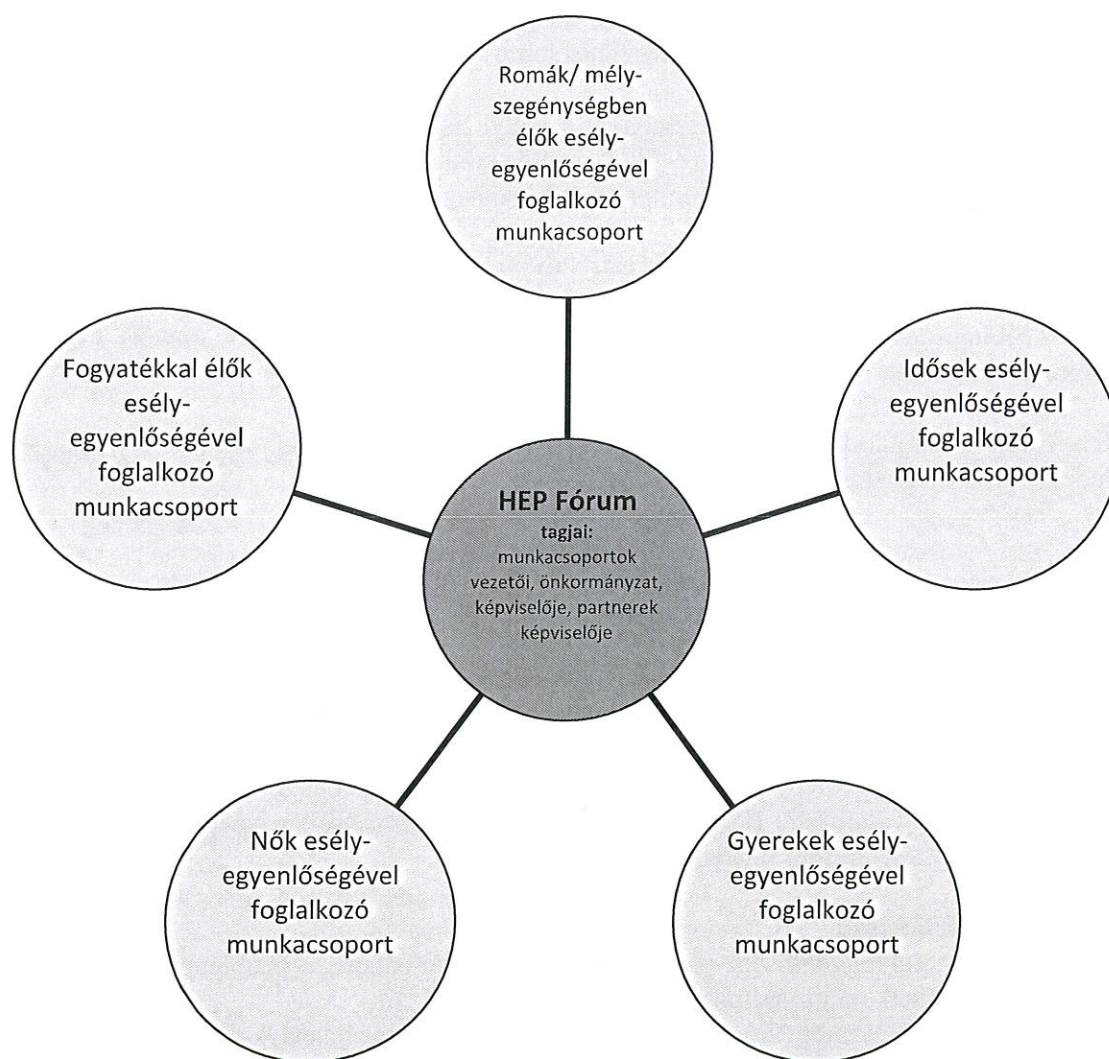 Romák/ mély-
szegénységben
élők esély-
egyenlőségével
foglalkozó
munkacsoport
Fogyatékkal élők
esély-
egyenlőségével
foglalkozó
munkacsoport
Idősek esély-
egyenlőségével
foglalkozó
munkacsoport
HEP Fórum
tagjai:
munkacsoportok
vezetői, önkormányzat,
képviselője, partnerek
képviselője
Nők esély-
egyenlőségével
foglalkozó
munkacsoport
Gyerekek esély-
egyenlőségével
foglalkozó
munkacsoport